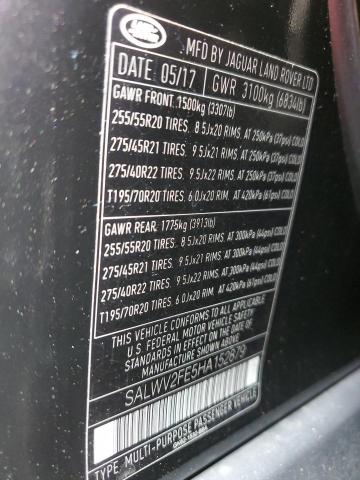 LAND ROVER
MFD BY JAGUAR LAND ROVER LTD
DATE 05/17 GWR 3100kg (6834lb)
GAWR FRONT 1500kg (3307lb)
255/55R20 TIRES. 8.5Jx20 RIMS. AT 250kPa (37psi) COLD
275/45R21 TIRES. 9.5Jx21 RIMS. AT 250kPa (37psi) COLD
275/40R22 TIRES. 9.5Jx22 RIMS. AT 250kPa (37psi) COLD
T195/70R20 TIRES. 6.0Jx20 RIM. AT 420kPa (61psi) COLD
GAWR REAR 1775kg (3913lb)
255/55R20 TIRES. 8.5Jx20 RIMS. AT 300kPa (44psi) COLD
275/45R21 TIRES. 9.5Jx21 RIMS. AT 300kPa (44psi) COLD
275/40R22 TIRES. 9.5Jx22 RIMS. AT 300kPa (44psi) COLD
T195/70R20 TIRES. 6.0Jx20 RIM. AT 420kPa (61psi) COLD
THIS VEHICLE CONFORMS TO ALL APPLICABLE
U.S. FEDERAL MOTOR VEHICLE SAFETY
STANDARDS IN EFFECT ON THE DATE OF
MANUFACTURE SHOWN ABOVE
SALWV2FE5HA152879
TYPE: MULTI-PURPOSE PASSENGER VEHICLE